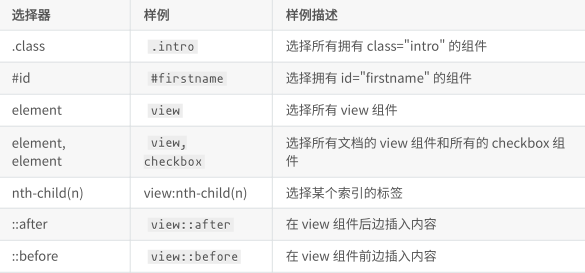 选择器 样例 样例描述
.class .intro 选择所有拥有 class="intro" 的组件
#id #firstname 选择拥有 id="firstname" 的组件
element view 选择所有 view 组件
element, view, 选择所有文档的 view 组件和所有的 checkbox 组
element checkbox 件
nth-child(n) view:nth-child(n) 选择某个索引的标签
::after view::after 在 view 组件后边插入内容
::before view::before 在 view 组件前边插入内容